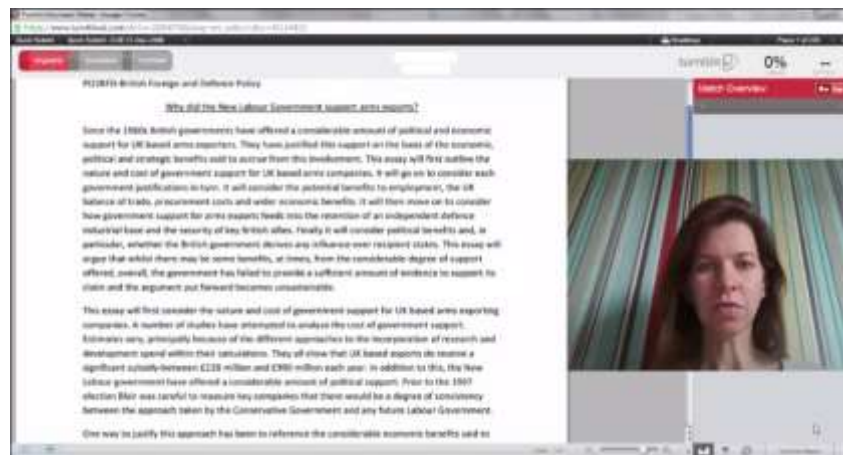 turnitin
0%
Match Overview
British Foreign and Defence Policy
Why did the New Labour Government support arms exports?
Since the 1960s British governments have offered a considerable amount of political and economic
support for UK based arms exporters. They have justified this support on the basis of the economic,
political and strategic benefits said to accrue from this involvement. This essay will first outline the
nature and cost of government support for UK based arms companies. It will go on to consider each
government justifications in turn. It will consider the potential benefits to employment, the UK
balance of trade, procurement costs and wider economic benefits. It will then move on to consider
how government support for arms exports feeds into the retention of an independent defence
industrial base and the security of key British allies. Finally it will consider political benefits and, in
particular, whether the British government derives any influence over recipient states. This essay will
argue that whilst there may be some benefits, at times, from the considerable degree of support
offered, overall, the government has failed to provide a sufficient amount of evidence to support its
claim and the argument put forward becomes unsustainable.
This essay will first consider the nature and cost of government support for UK based arms exporting
companies. A number of studies have attempted to analyse the cost of government support.
Estimates vary, principally because of the different approaches to the incorporation of research and
development spend within their calculations. They all show that UK based exports do receive a
significant subsidy between £228 million and £990 million each year. In addition to this, the New
Labour government have offered a considerable amount of political support. Prior to the 1997
election Blair was careful to reassure key companies that there would be a degree of consistency
between the approach taken by the Conservative Government and any future Labour Government.
One way to justify this approach has been to reference the considerable economic benefits said to